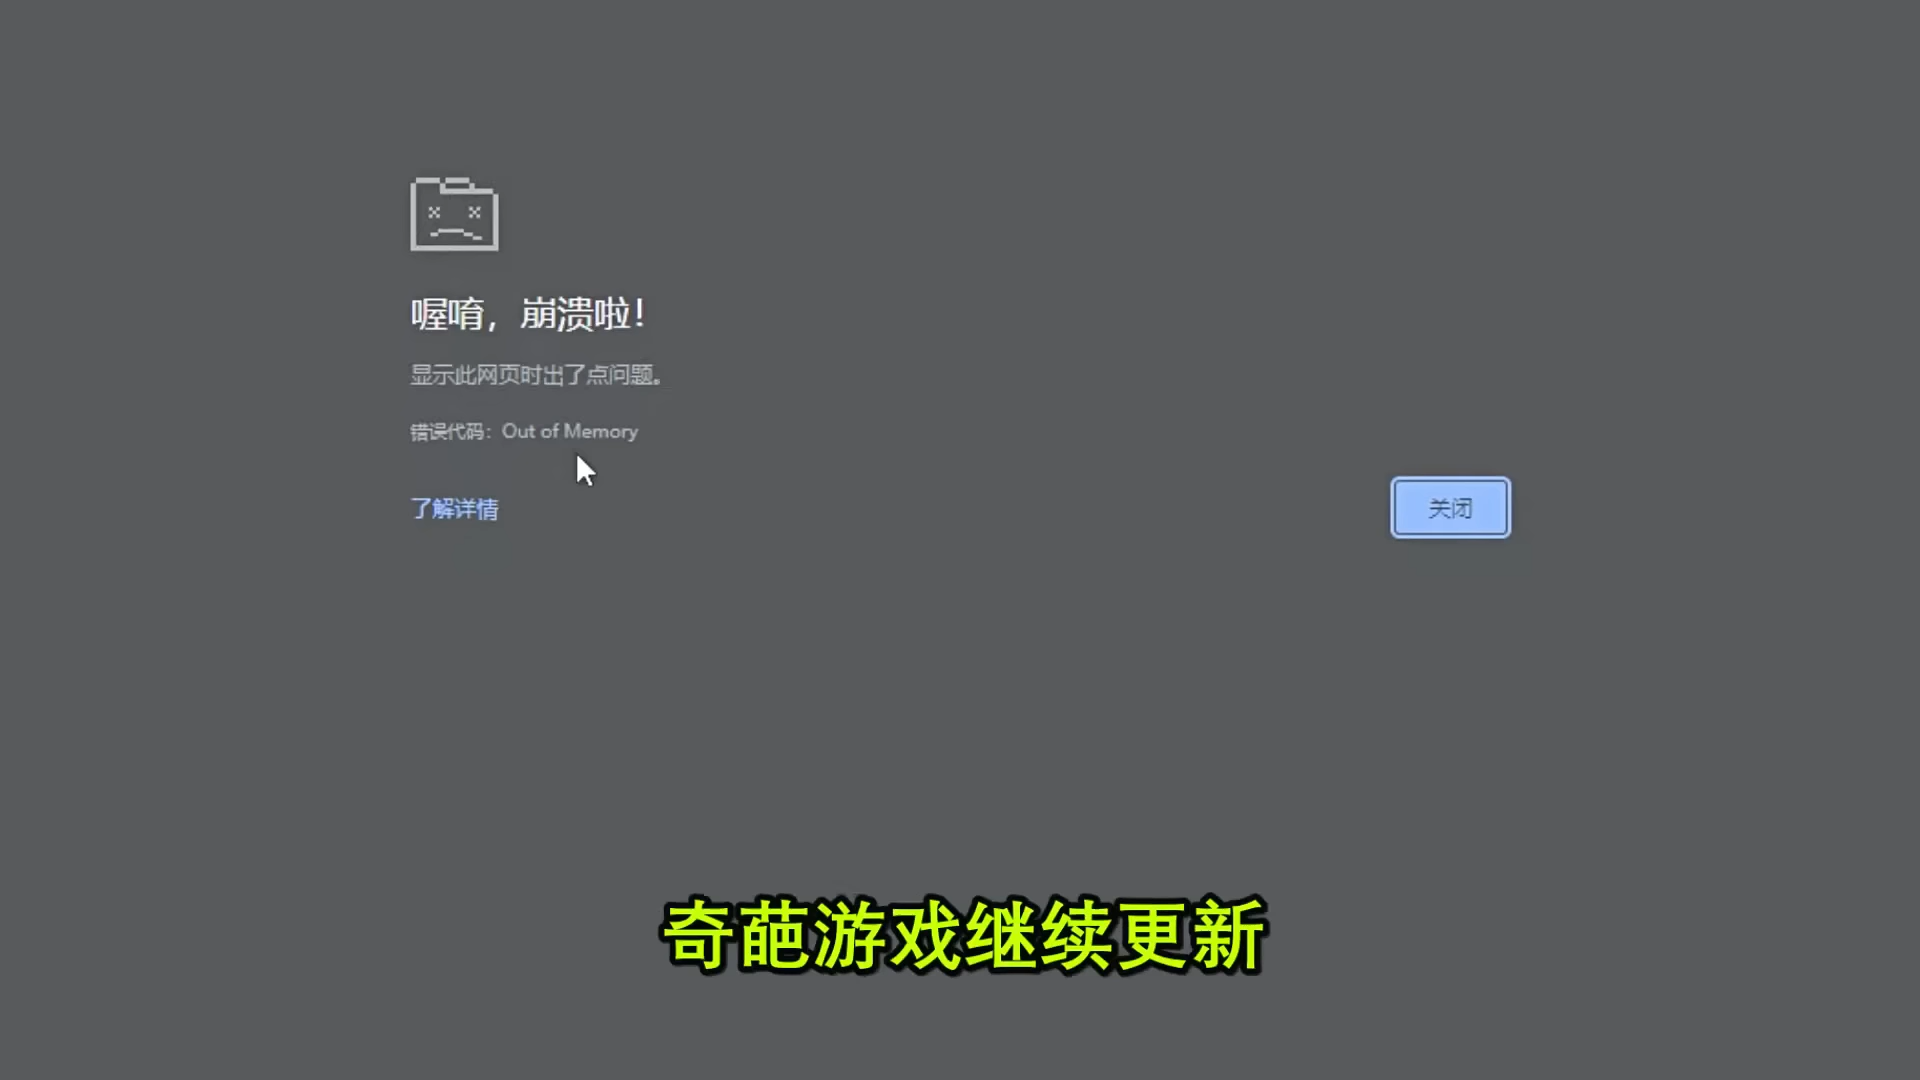 喔唷，崩溃啦！
显示此网页时出了点问题。
错误代码：Out of Memory
了解详情
关闭
奇葩游戏继续更新